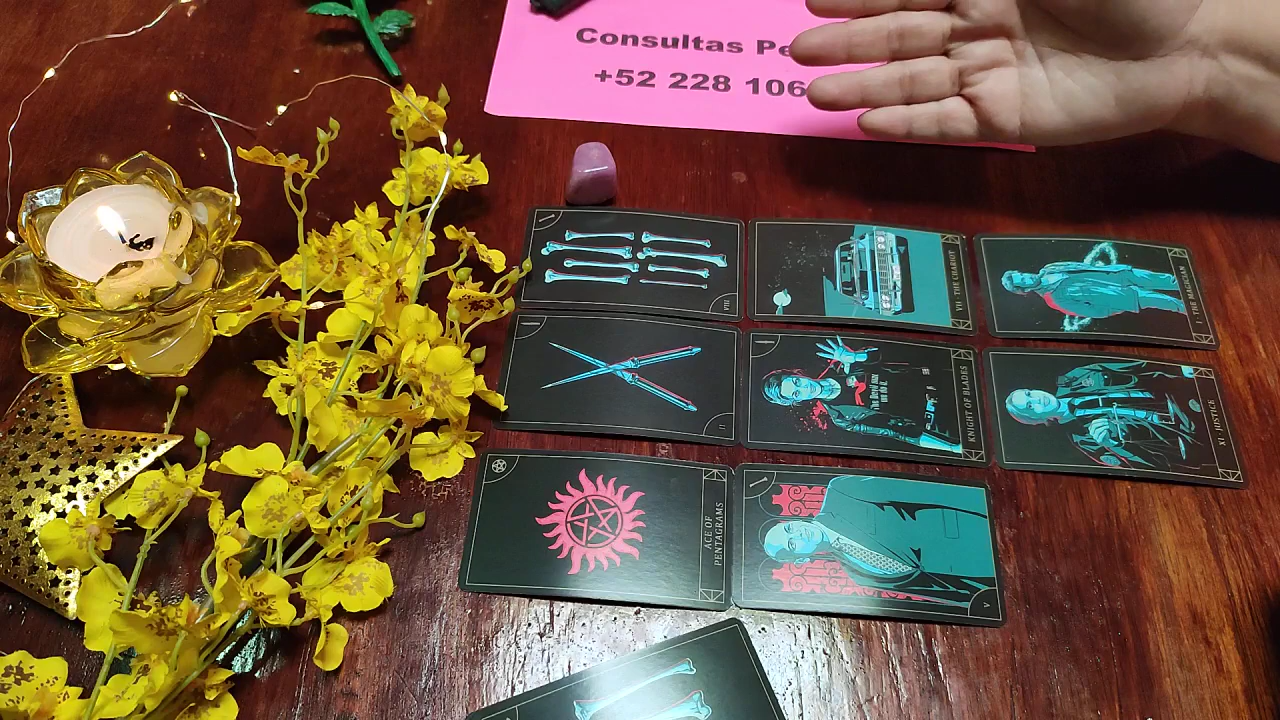 Consultas Pe
+52 228 106
VIII
VII THE CHARIOT
I THE MAGICIAN
II
KNIGHT OF BLADES
XI JUSTICE
ACE OF
PENTAGRAMS
V